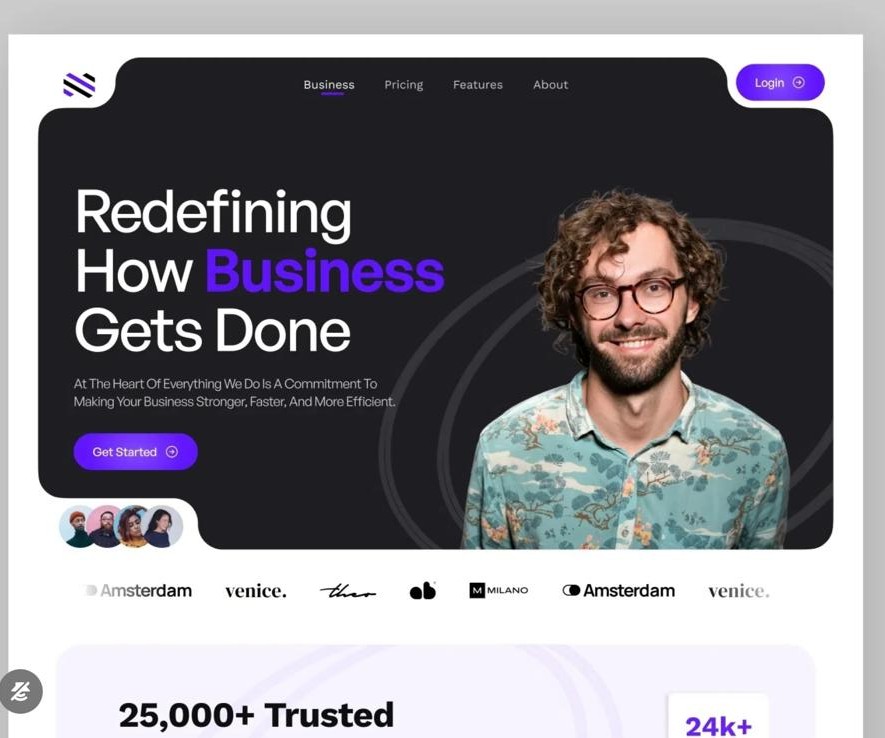 Business Pricing Features About
Login
Redefining
How Business
Gets Done
At The Heart Of Everything We Do Is A Commitment To
Making Your Business Stronger, Faster, And More Efficient.
Get Started
Amsterdam venice. theo M MILANO Amsterdam venice.
25,000+ Trusted
24k+